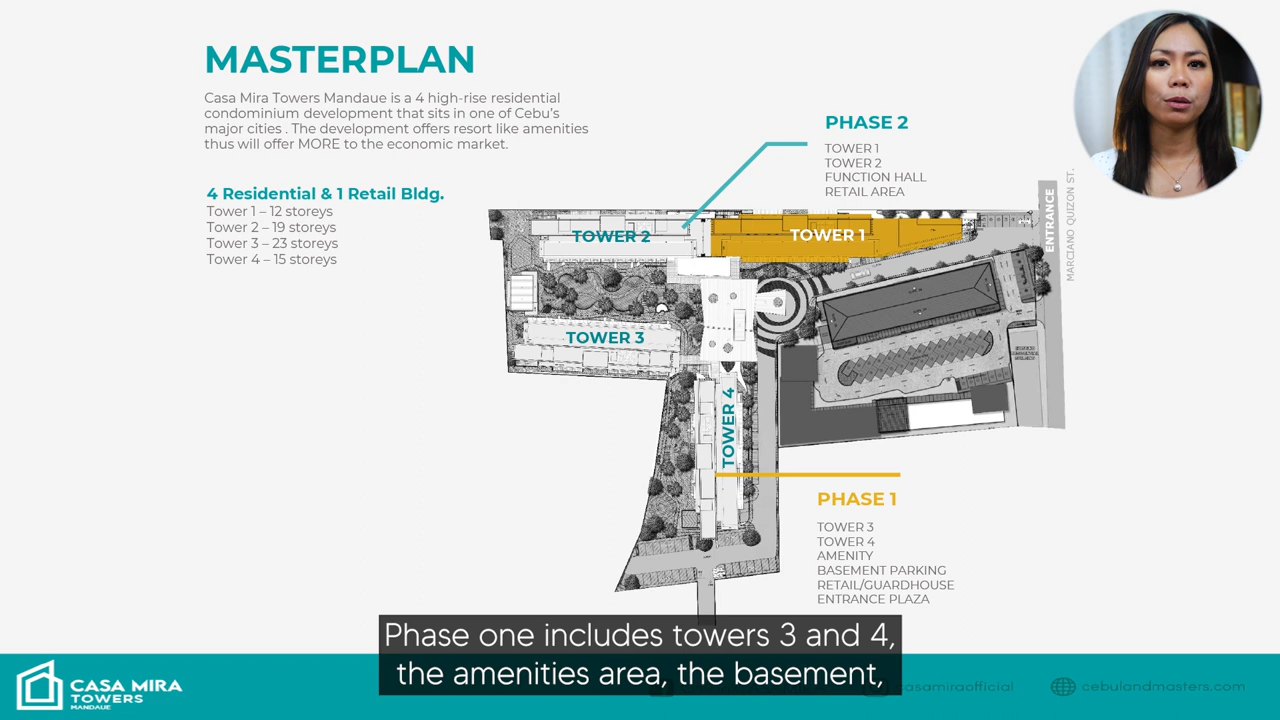 MASTERPLAN
Casa Mira Towers Mandaue is a 4 high-rise residential
condominium development that sits in one of Cebu's
major cities . The development offers resort like amenities
thus will offer MORE to the economic market.
4 Residential & 1 Retail Bldg.
Tower 1 – 12 storeys
Tower 2 – 19 storeys
Tower 3 – 23 storeys
Tower 4 – 15 storeys
PHASE 2
TOWER 1
TOWER 2
FUNCTION HALL
RETAIL AREA
TOWER 2
TOWER 1
ENTRANCE
MARCIANO QUIZON ST.
TOWER 3
TOWER 4
PHASE 1
TOWER 3
TOWER 4
AMENITY
BASEMENT PARKING
RETAIL/GUARDHOUSE
ENTRANCE PLAZA
Phase one includes towers 3 and 4,
the amenities area, the basement,
CASA MIRA
TOWERS
MANDAUE
casamiraofficial
cebulandmasters.com